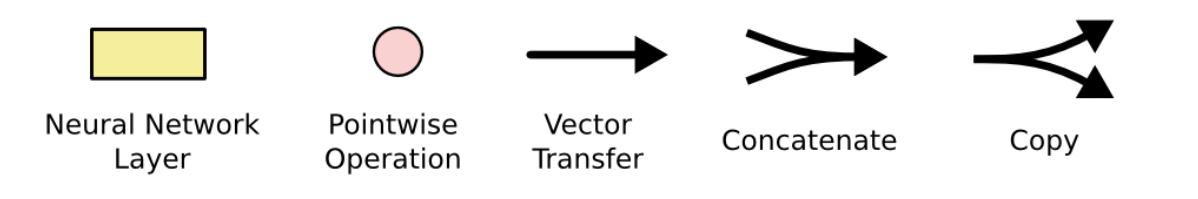 Neural Network
Layer
Pointwise
Operation
Vector
Transfer
Concatenate
Copy